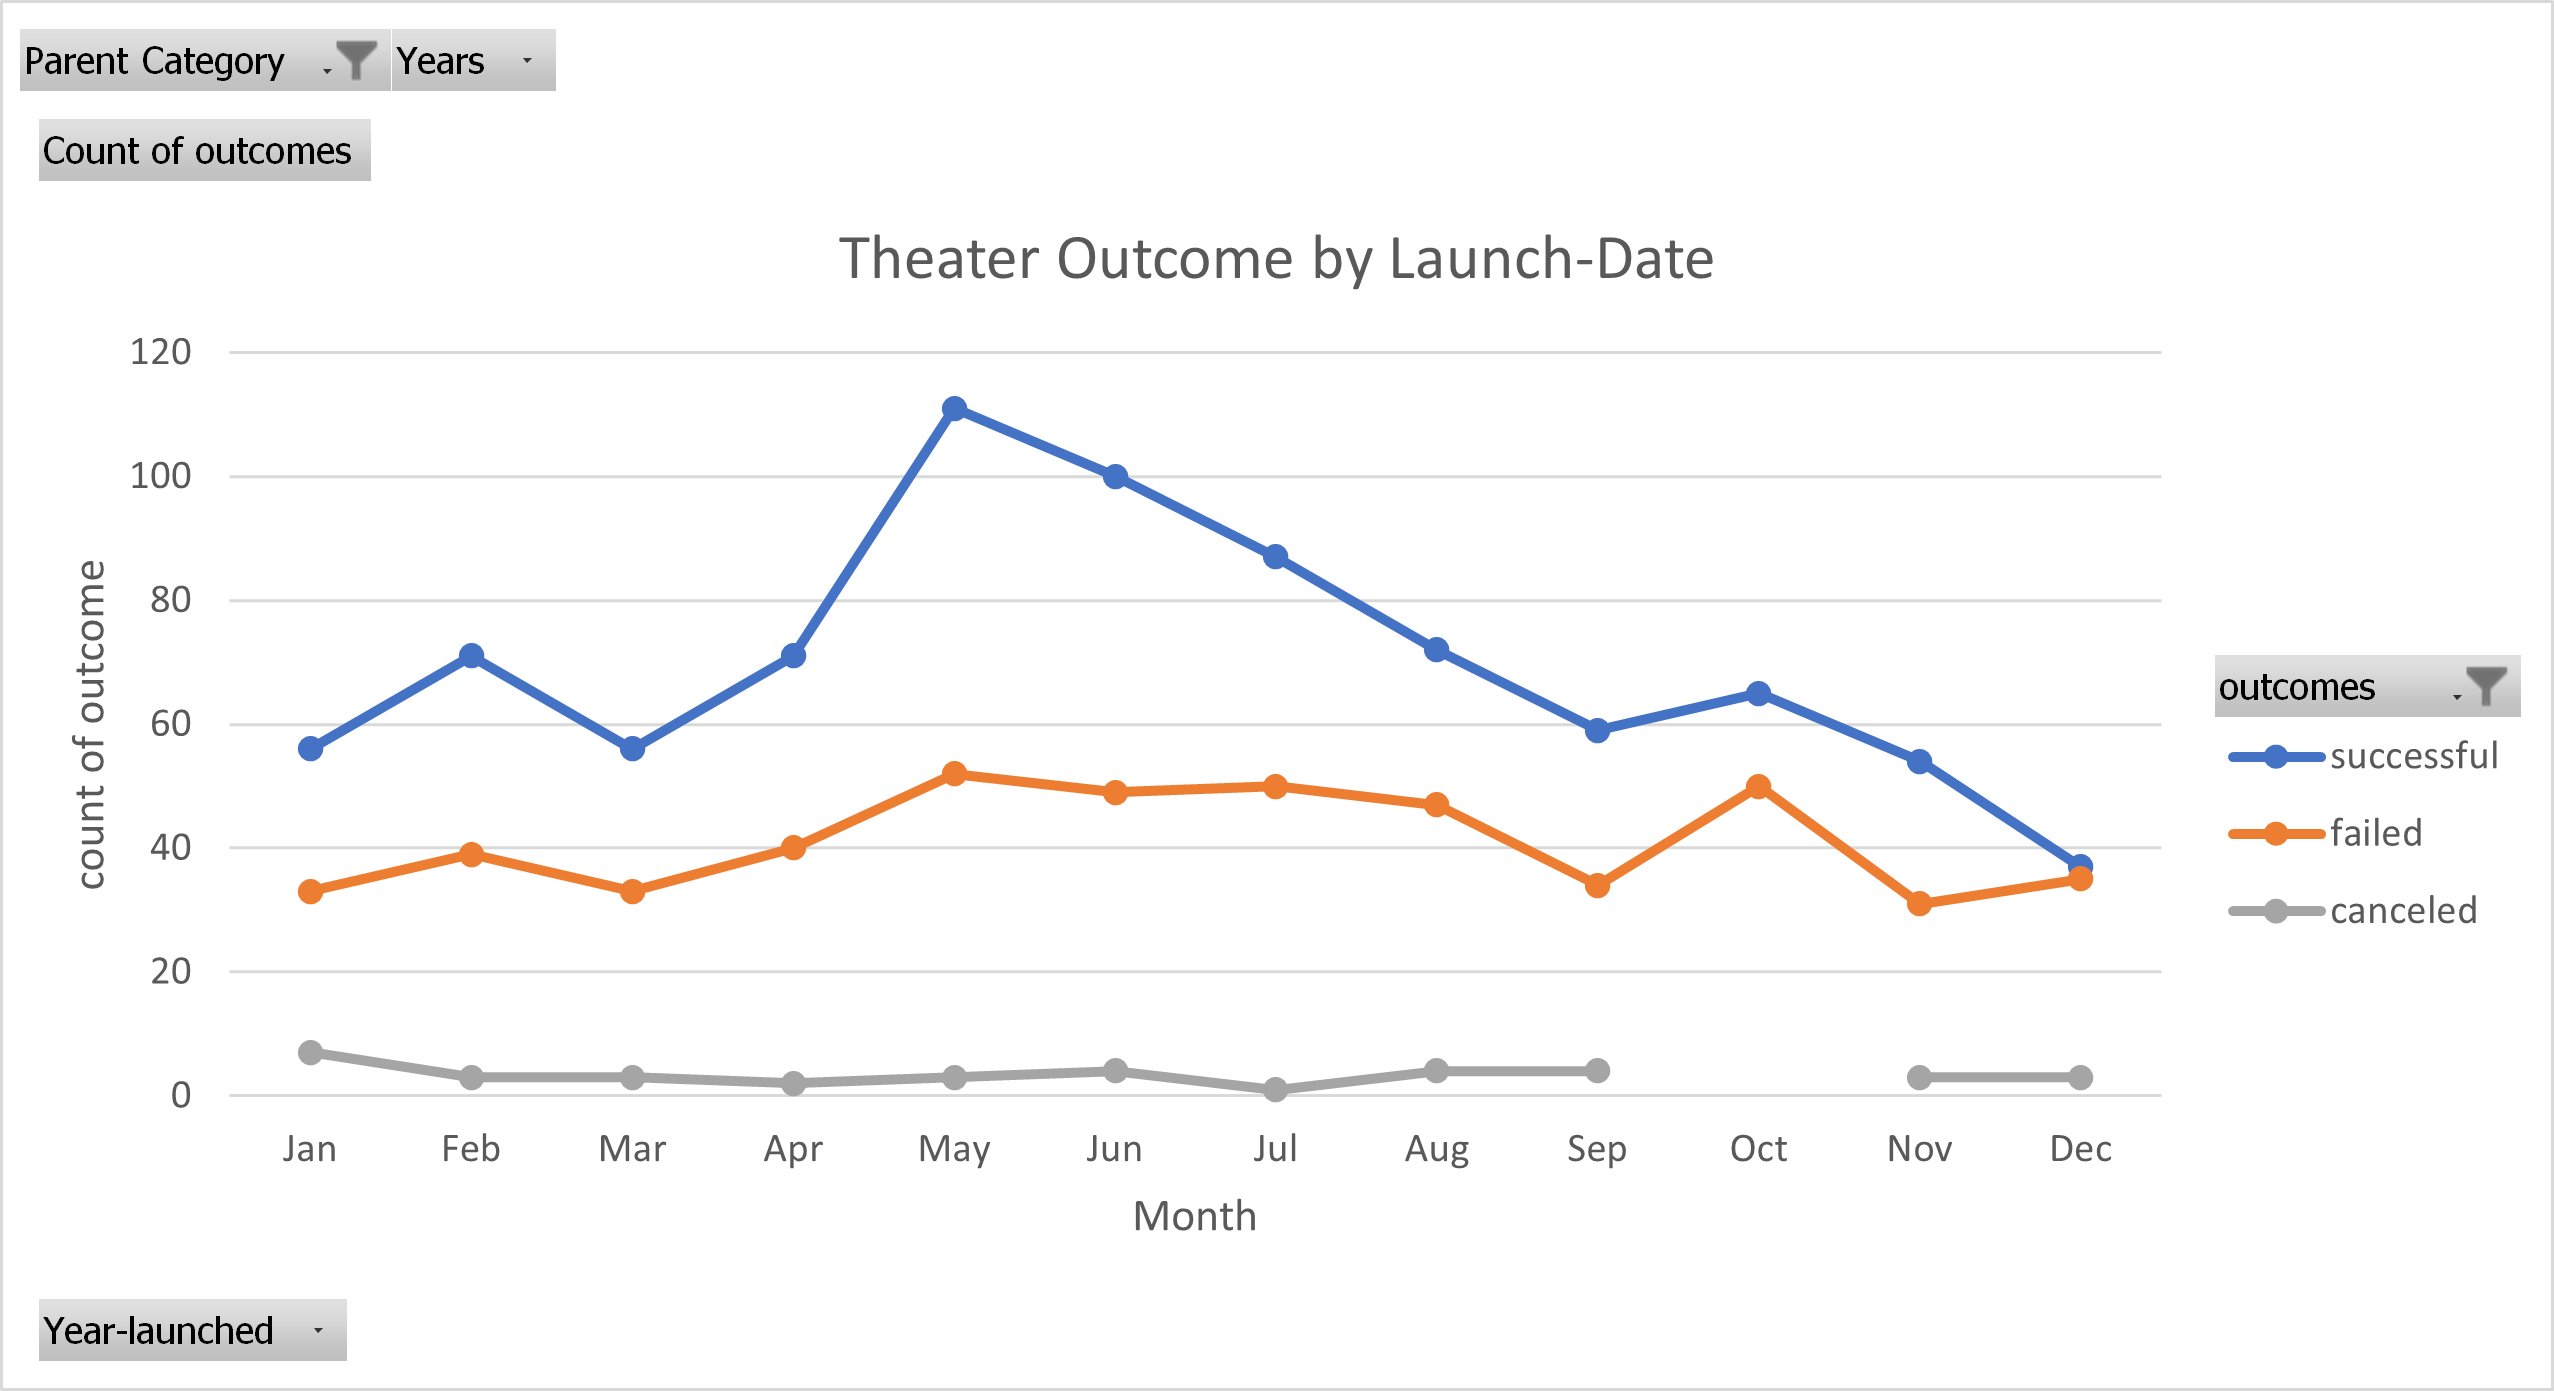 Parent Category Years
Count of outcomes
Theater Outcome by Launch-Date
120
100
80
60
40
20
0
count of outcome
Jan Feb Mar Apr May Jun Jul Aug Sep Oct Nov Dec
Month
outcomes
successful
failed
canceled
Year-launched